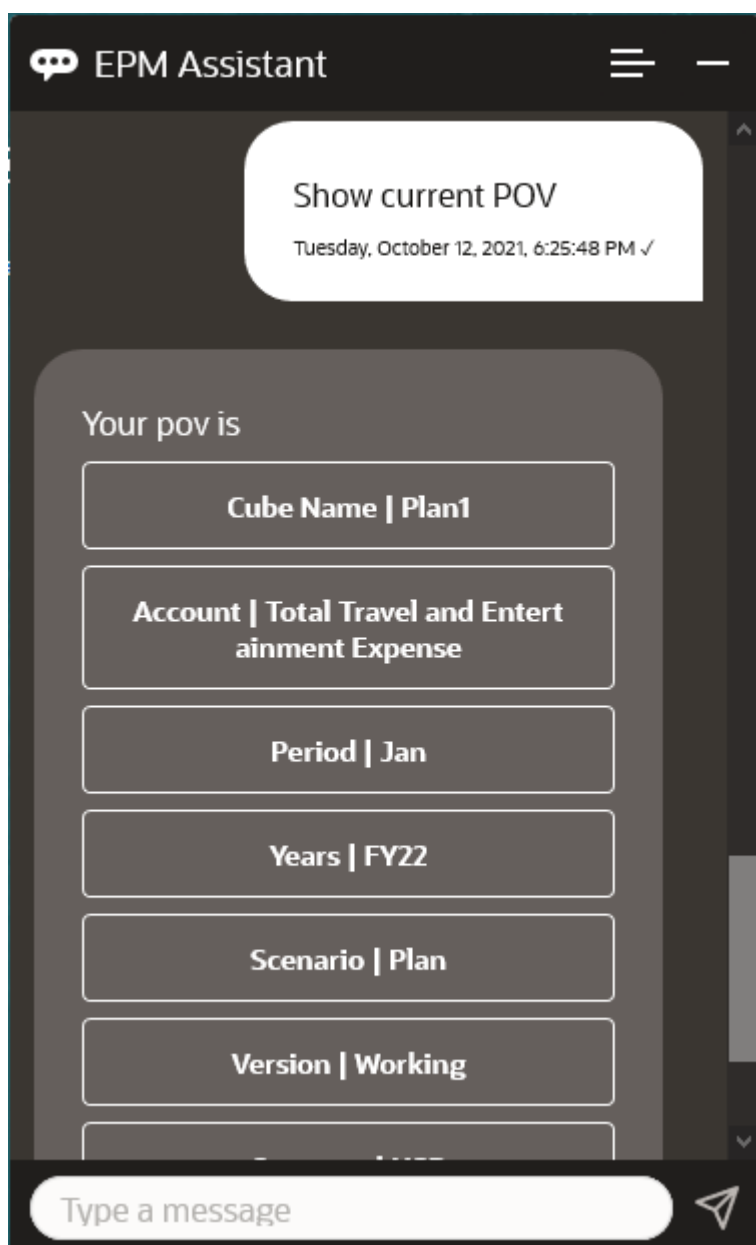 EPM Assistant
Show current POV
Tuesday, October 12, 2021, 6:25:48 PM ✓
Your pov is
Cube Name | Plan1
Account | Total Travel and Entert
ainment Expense
Period | Jan
Years | FY22
Scenario | Plan
Version | Working
Type a message